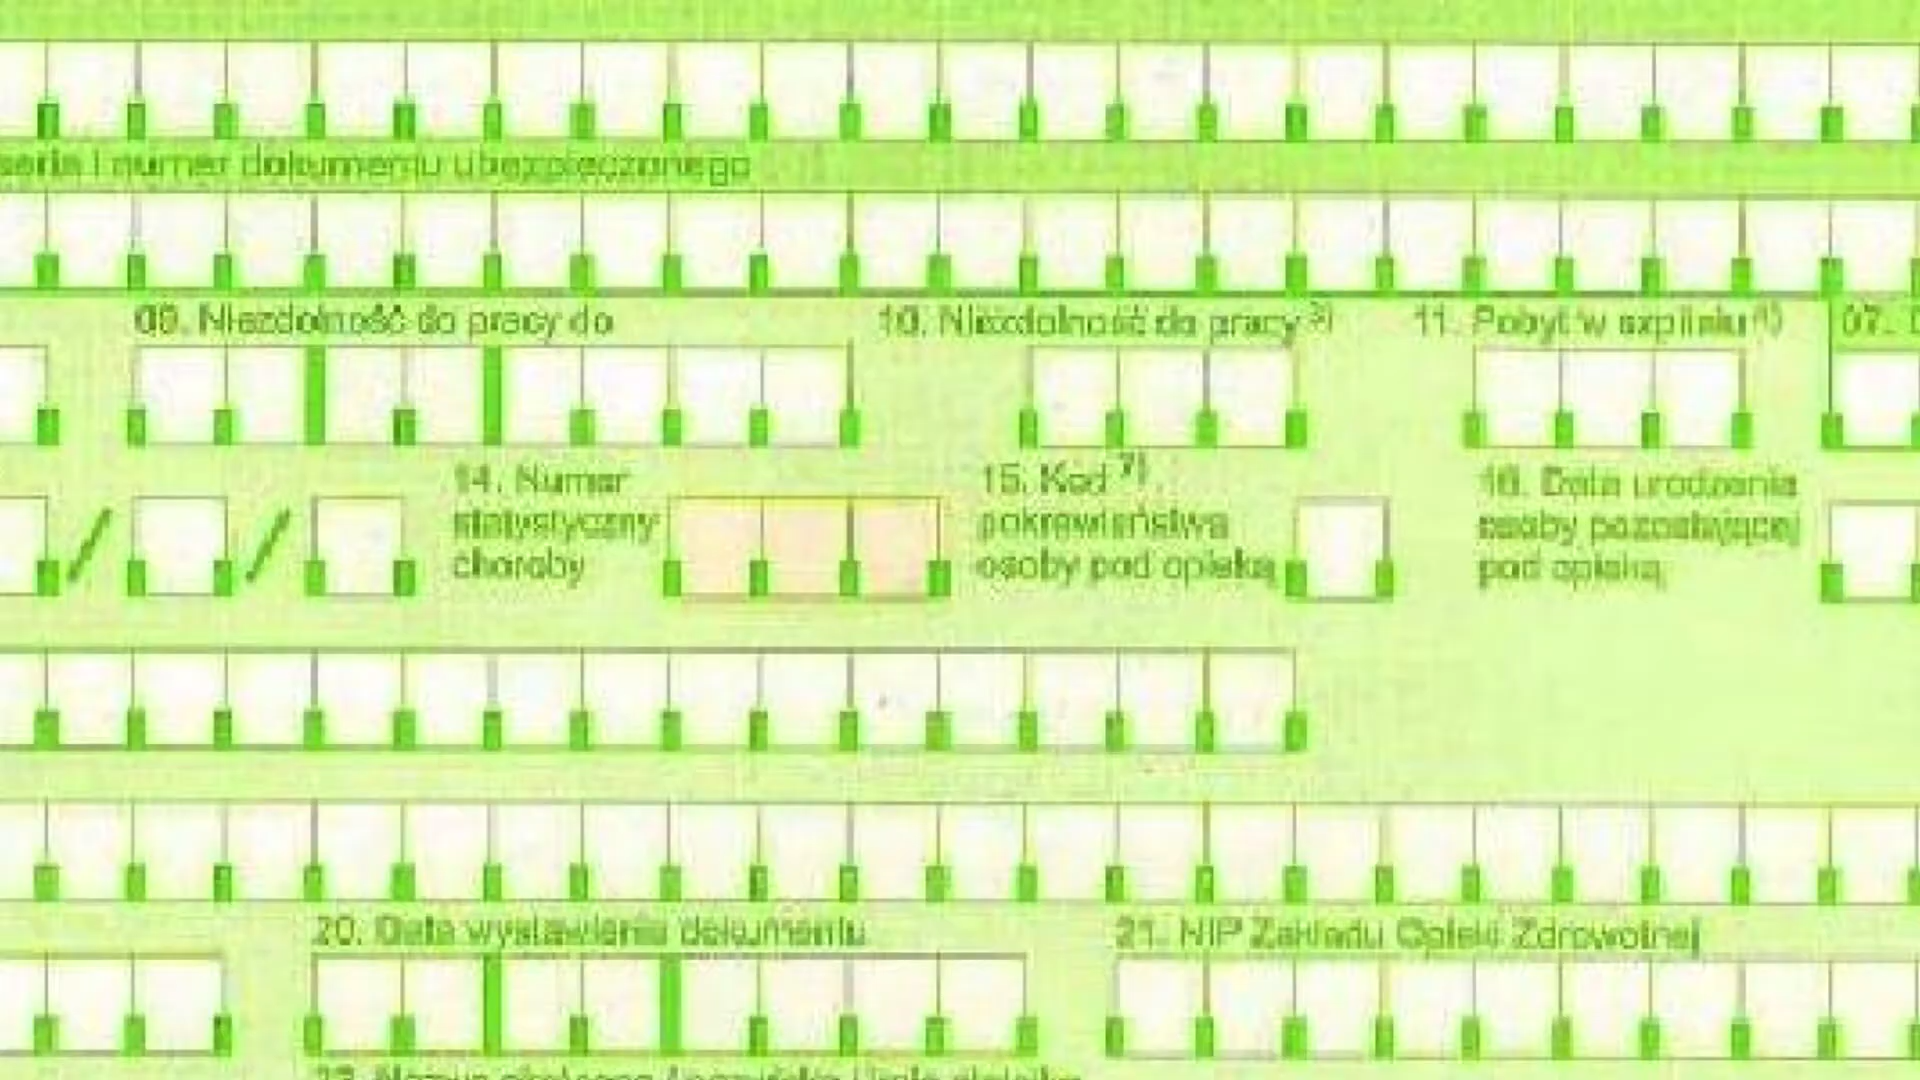 seria i numer dokumentu ubezpieczonego
09. Niezdolność do pracy do
10. Niezdolność do pracy
11. Pobyt w szpitalu
07.
14. Numer
statystyczny
choroby
15. Kod 7)
pokrewieństwa
osoby pod opieką
16. Data urodzenia
osoby pozostającej
pod opieką
20. Data wystawienia dokumentu
21. NIP Zakładu Opieki Zdrowotnej